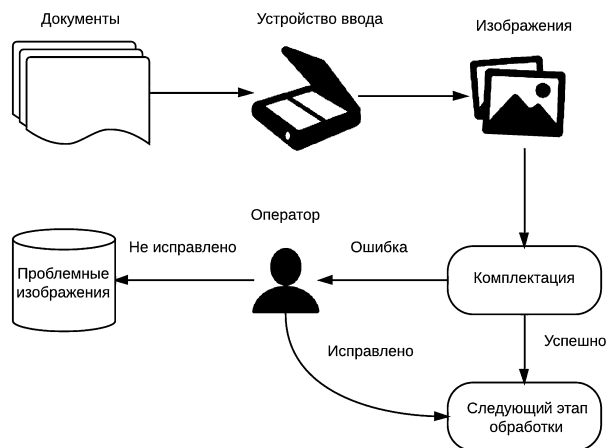 Документы
Устройство ввода
Изображения
Оператор
Не исправлено
Ошибка
Проблемные
изображения
Комплектация
Успешно
Исправлено
Следующий этап
обработки